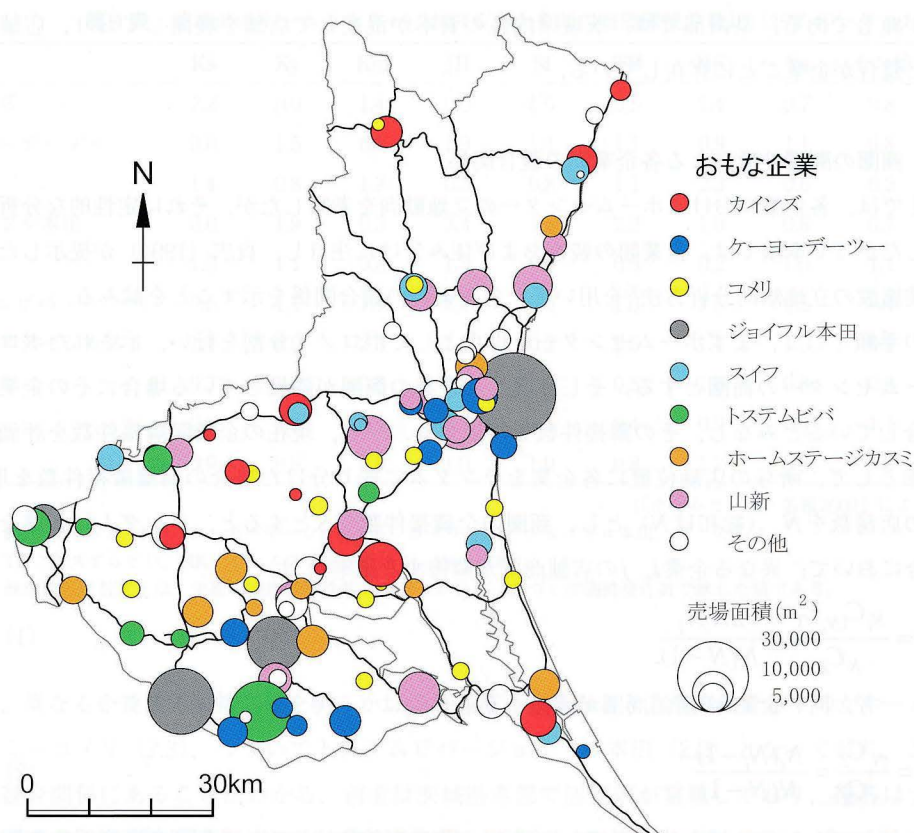 N
おもな企業
カインズ
ケーヨーデーツー
コメリ
ジョイフル本田
スイフ
トステムビバ
ホームステージカスミ
山新
その他
売場面積(m²)
30,000
10,000
5,000
0 30km